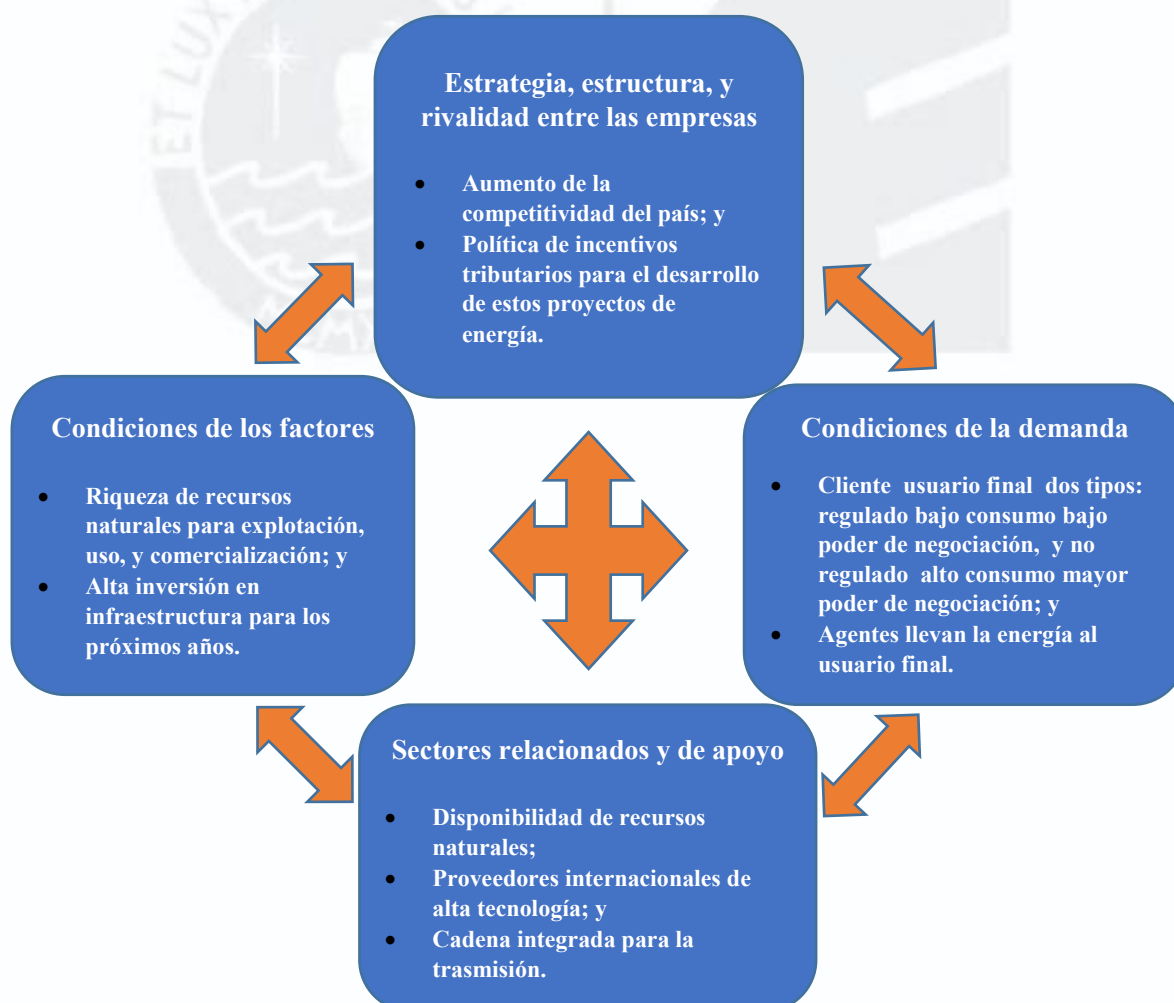 Estrategia, estructura, y
rivalidad entre las empresas
• Aumento de la
competitividad del país; y
• Política de incentivos
tributarios para el desarrollo
de estos proyectos de
energía.
Condiciones de los factores
• Riqueza de recursos
naturales para explotación,
uso, y comercialización; y
• Alta inversión en
infraestructura para los
próximos años.
Condiciones de la demanda
• Cliente usuario final dos tipos:
regulado bajo consumo bajo
poder de negociación, y no
regulado alto consumo mayor
poder de negociación; y
• Agentes llevan la energía al
usuario final.
Sectores relacionados y de apoyo
• Disponibilidad de recursos
naturales;
• Proveedores internacionales de
alta tecnología; y
• Cadena integrada para la
trasmisión.
ET LUX